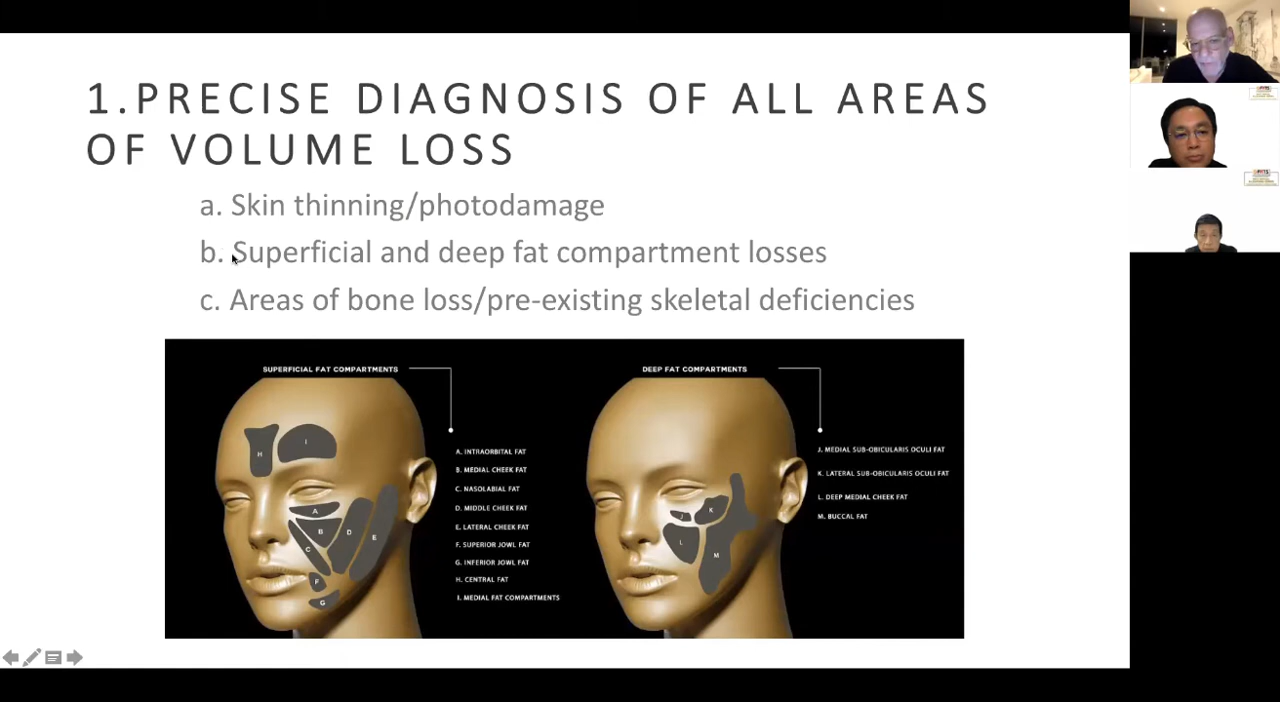 1.PRECISE DIAGNOSIS OF ALL AREAS
OF VOLUME LOSS
a. Skin thinning/photodamage
b. Superficial and deep fat compartment losses
c. Areas of bone loss/pre-existing skeletal deficiencies
SUPERFICIAL FAT COMPARTMENTS
A. INTRAORBITAL FAT
B. MEDIAL CHEEK FAT
C. NASOLABIAL FAT
D. MIDDLE CHEEK FAT
E. LATERAL CHEEK FAT
F. SUPERIOR JOWL FAT
G. INFERIOR JOWL FAT
H. CENTRAL FAT
I. MEDIAL FAT COMPARTMENTS
H
I
A
B
C
D
E
F
G
DEEP FAT COMPARTMENTS
J. MEDIAL SUB-OBICULARIS OCULI FAT
K. LATERAL SUB-OBICULARIS OCULI FAT
L. DEEP MEDIAL CHEEK FAT
M. BUCCAL FAT
J
K
L
M